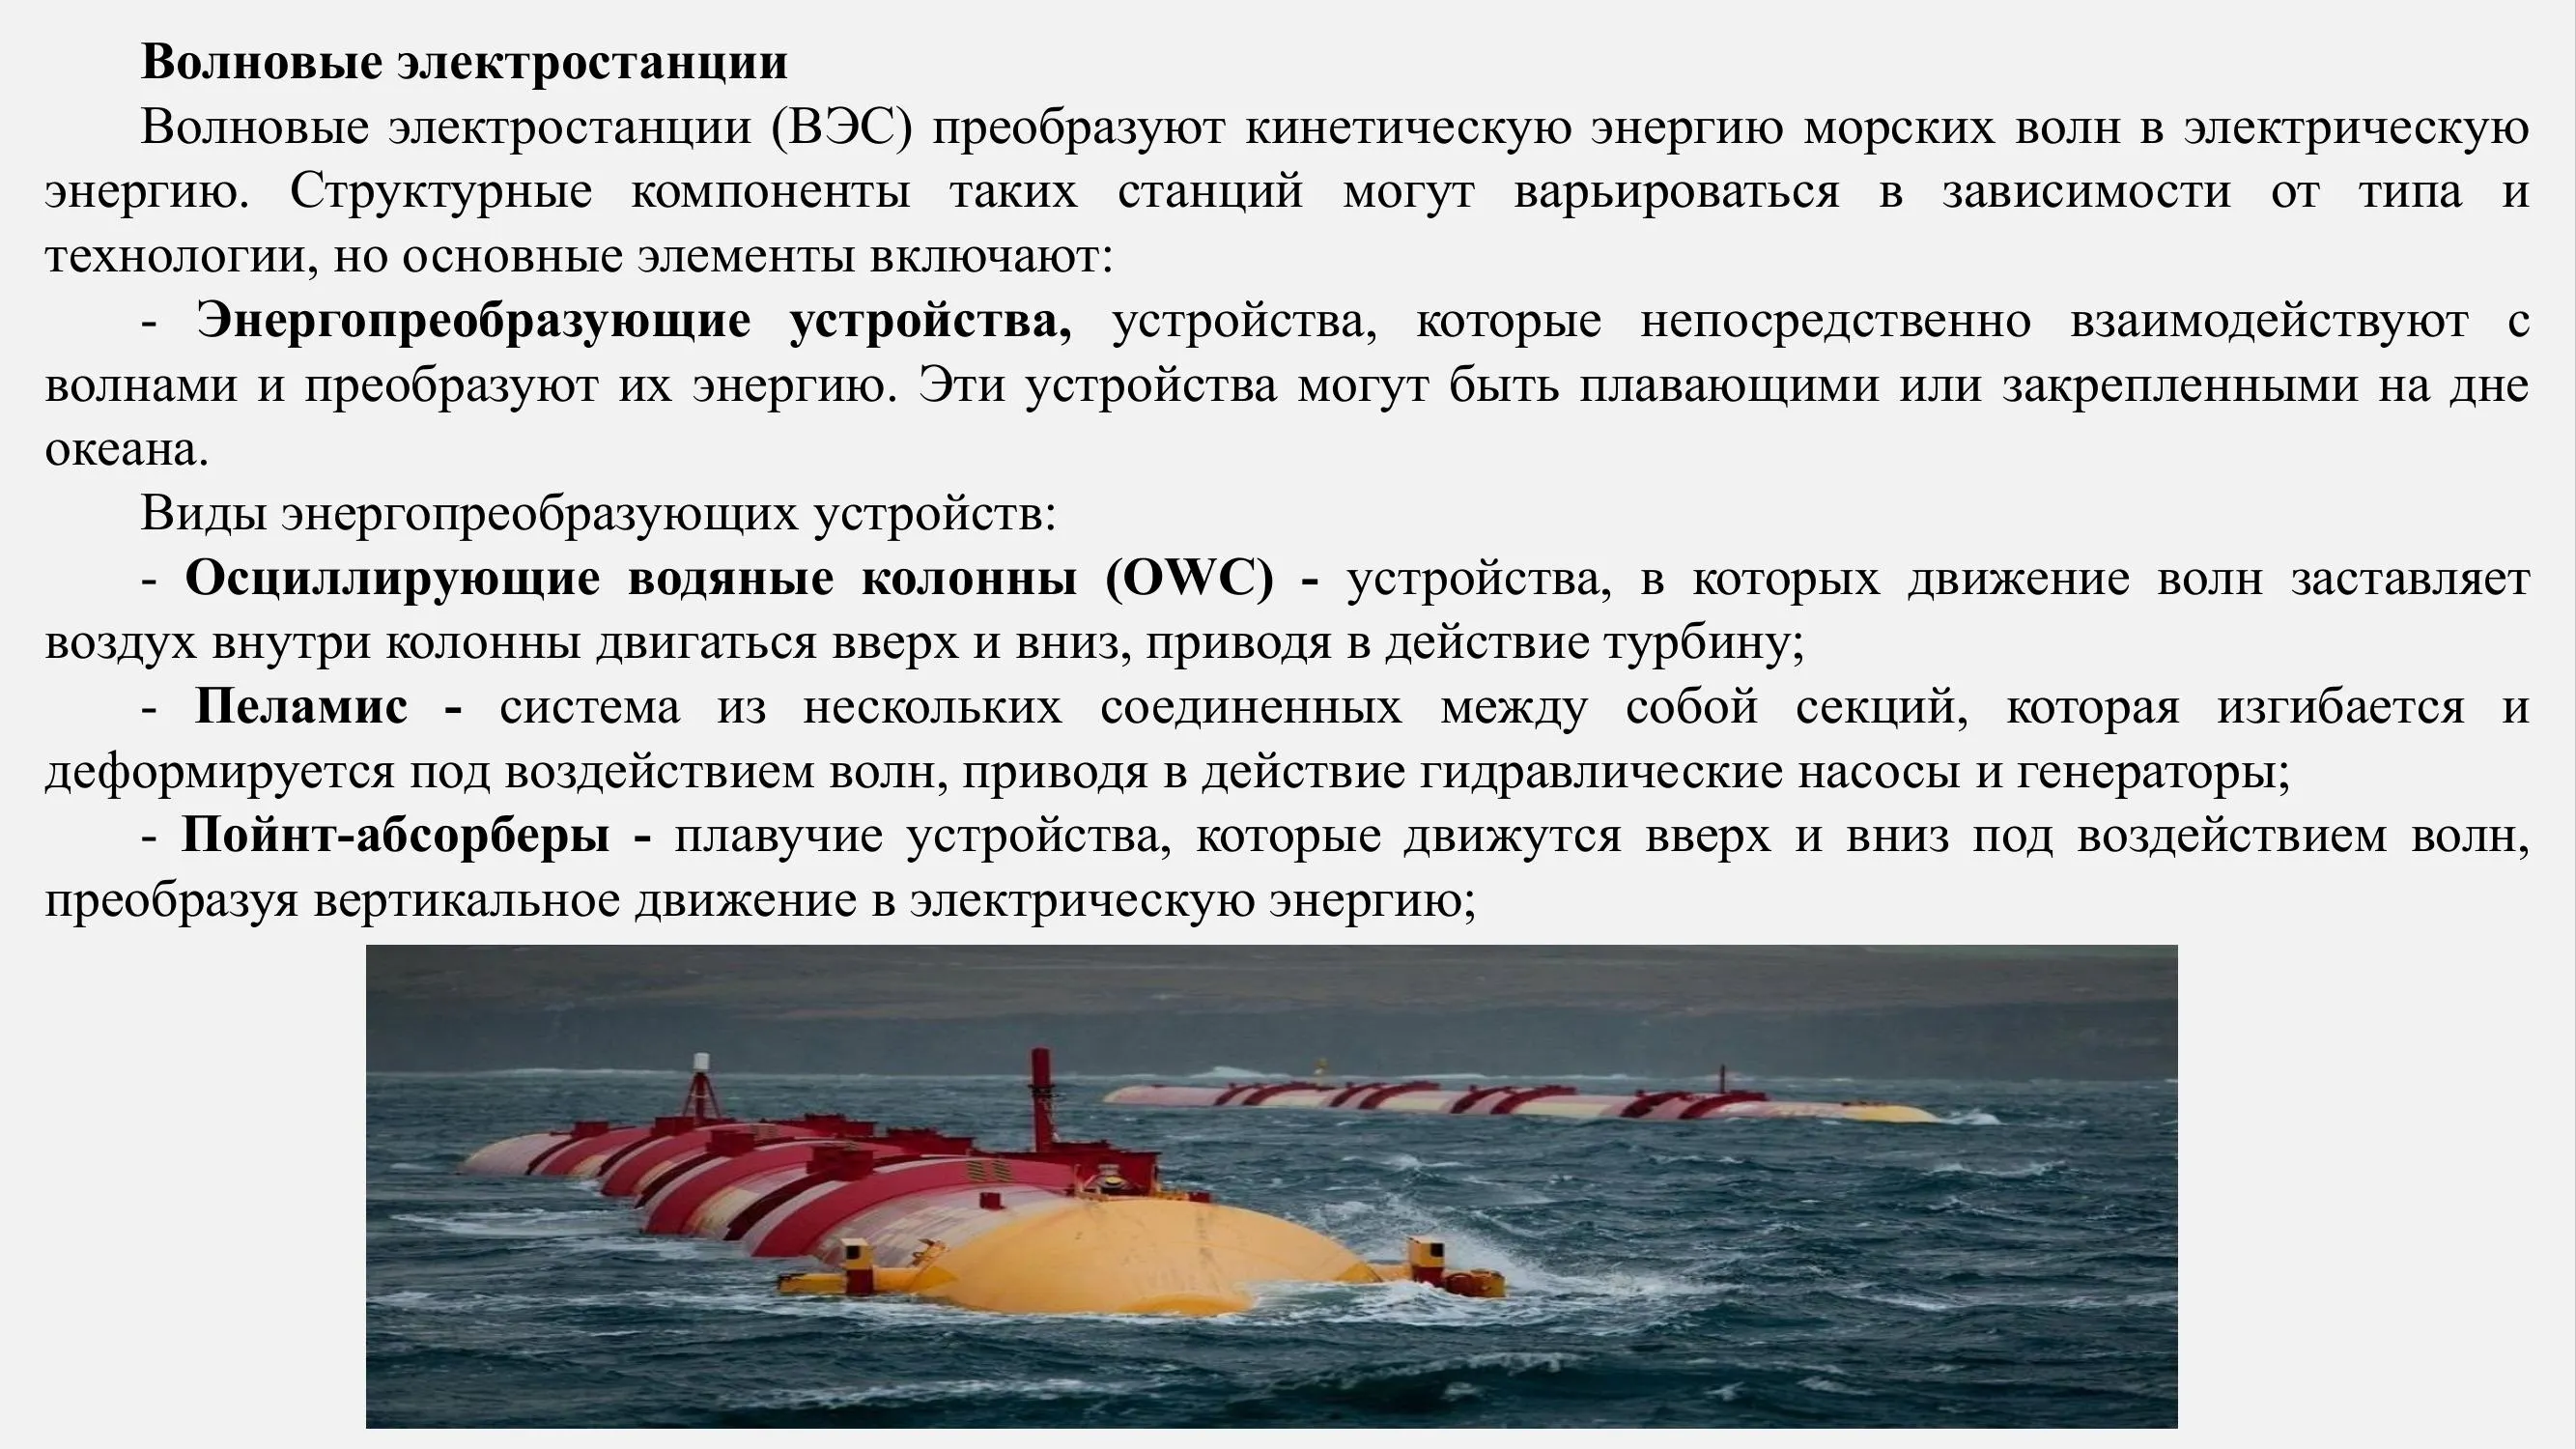 Волновые электростанции
Волновые электростанции (ВЭС) преобразуют кинетическую энергию морских волн в электрическую
энергию. Структурные компоненты таких станций могут варьироваться в зависимости от типа и
технологии, но основные элементы включают:
- Энергопреобразующие устройства, устройства, которые непосредственно взаимодействуют с
волнами и преобразуют их энергию. Эти устройства могут быть плавающими или закрепленными на дне
океана.
Виды энергопреобразующих устройств:
- Осциллирующие водяные колонны (OWC) - устройства, в которых движение волн заставляет
воздух внутри колонны двигаться вверх и вниз, приводя в действие турбину;
- Пеламис - система из нескольких соединенных между собой секций, которая изгибается и
деформируется под воздействием волн, приводя в действие гидравлические насосы и генераторы;
- Пойнт-абсорберы - плавучие устройства, которые движутся вверх и вниз под воздействием волн,
преобразуя вертикальное движение в электрическую энергию;